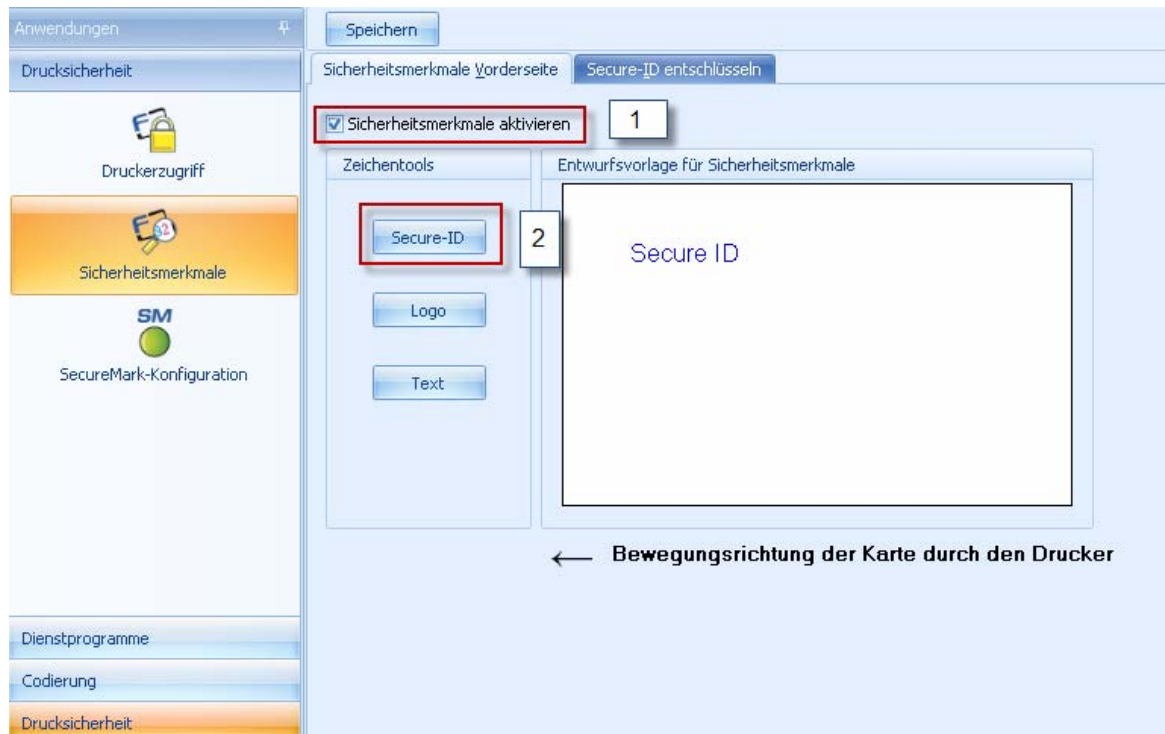 Anwendungen
Drucksicherheit
Druckerzugriff
Sicherheitsmerkmale
SM
SecureMark-Konfiguration
Dienstprogramme
Codierung
Drucksicherheit
Speichern
Sicherheitsmerkmale Vorderseite
Secure-ID entschlüsseln
Sicherheitsmerkmale aktivieren
1
Zeichentools
Secure-ID
2
Logo
Text
Entwurfsvorlage für Sicherheitsmerkmale
Secure ID
← Bewegungsrichtung der Karte durch den Drucker